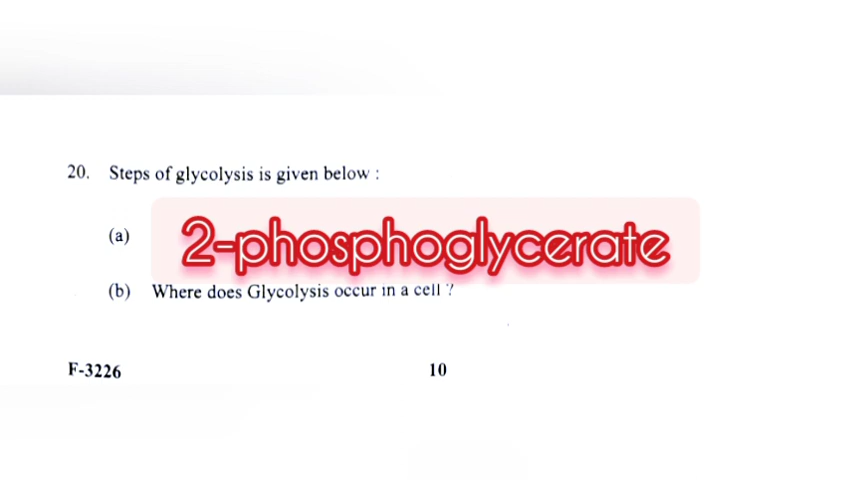 20. Steps of glycolysis is given below :
(a) 2-phosphoglycerate
(b) Where does Glycolysis occur in a cell ?
F-3226 10